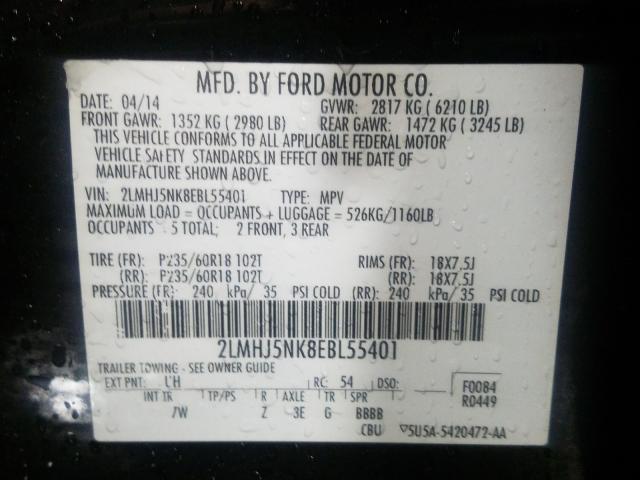 MFD. BY FORD MOTOR CO.
DATE: 04/14 GVWR: 2817 KG ( 6210 LB)
FRONT GAWR: 1352 KG ( 2980 LB) REAR GAWR: 1472 KG ( 3245 LB)
THIS VEHICLE CONFORMS TO ALL APPLICABLE FEDERAL MOTOR
VEHICLE SAFETY STANDARDS IN EFFECT ON THE DATE OF
MANUFACTURE SHOWN ABOVE.
VIN: 2LMHJ5NK8EBL55401 TYPE: MPV
MAXIMUM LOAD = OCCUPANTS + LUGGAGE = 526KG/1160LB
OCCUPANTS 5 TOTAL; 2 FRONT, 3 REAR
TIRE (FR): P235/60R18 102T RIMS (FR): 18X7.5J
(RR): P235/60R18 102T (RR): 18X7.5J
PRESSURE (FR): 240 kPa/ 35 PSI COLD (RR): 240 kPa/ 35 PSI COLD
2LMHJ5NK8EBL55401
TRAILER TOWING - SEE OWNER GUIDE
EXT PNT: UH RC: 54 DSO: F0084
INT TR TP/PS R AXLE TR SPR R0449
ZW Z 3E G BBBB
CBU 5U5A-5420472-AA